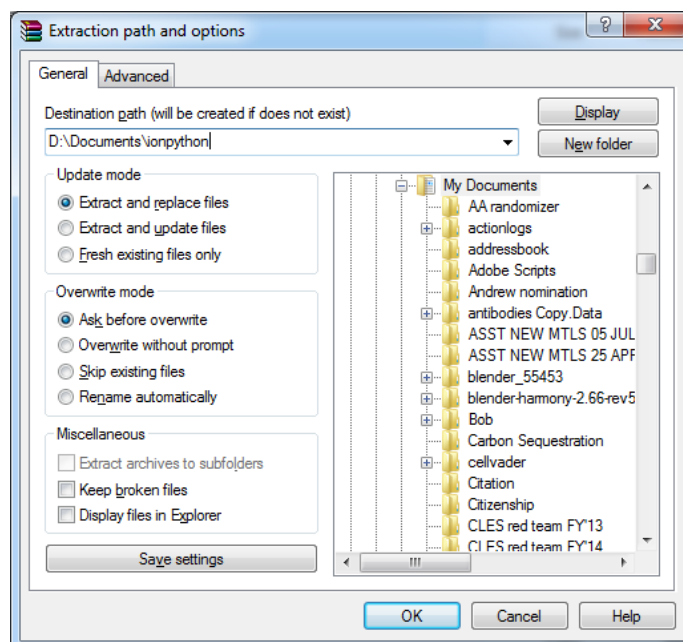 Extraction path and options
General
Advanced
Destination path (will be created if does not exist)
Display
D:\Documents\ionpython
New folder
Update mode
Extract and replace files
Extract and update files
Fresh existing files only
Overwrite mode
Ask before overwrite
Overwrite without prompt
Skip existing files
Rename automatically
Miscellaneous
Extract archives to subfolders
Keep broken files
Display files in Explorer
Save settings
My Documents
AA randomizer
actionlogs
addressbook
Adobe Scripts
Andrew nomination
antibodies Copy.Data
ASST NEW MTLS 05 JUL
ASST NEW MTLS 25 APR
blender_55453
blender-harmony-2.66-rev5
Bob
Carbon Sequestration
cellvader
Citation
Citizenship
CLES red team FY'13
CLES red team FY'14
OK
Cancel
Help